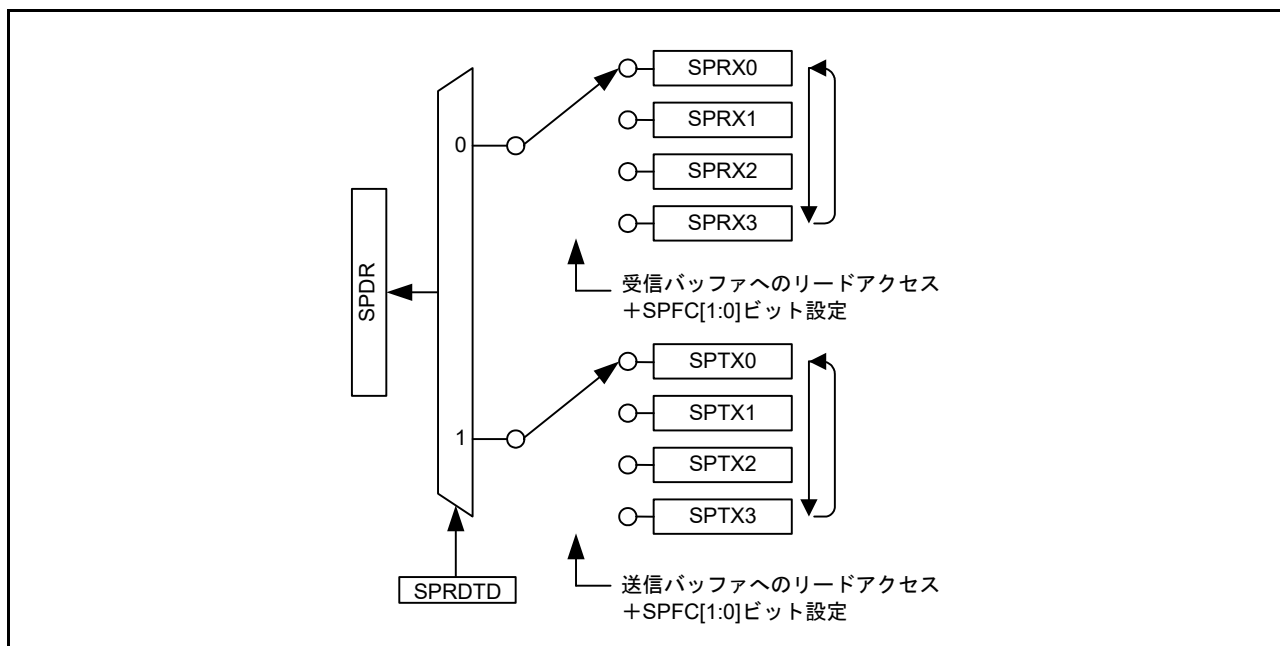 SPRX0
SPRX1
0
SPRX2
SPRX3
SPDR
受信バッファへのリードアクセス
+SPFC[1:0]ビット設定
SPTX0
SPTX1
1
SPTX2
SPTX3
SPRDTD
送信バッファへのリードアクセス
+SPFC[1:0]ビット設定